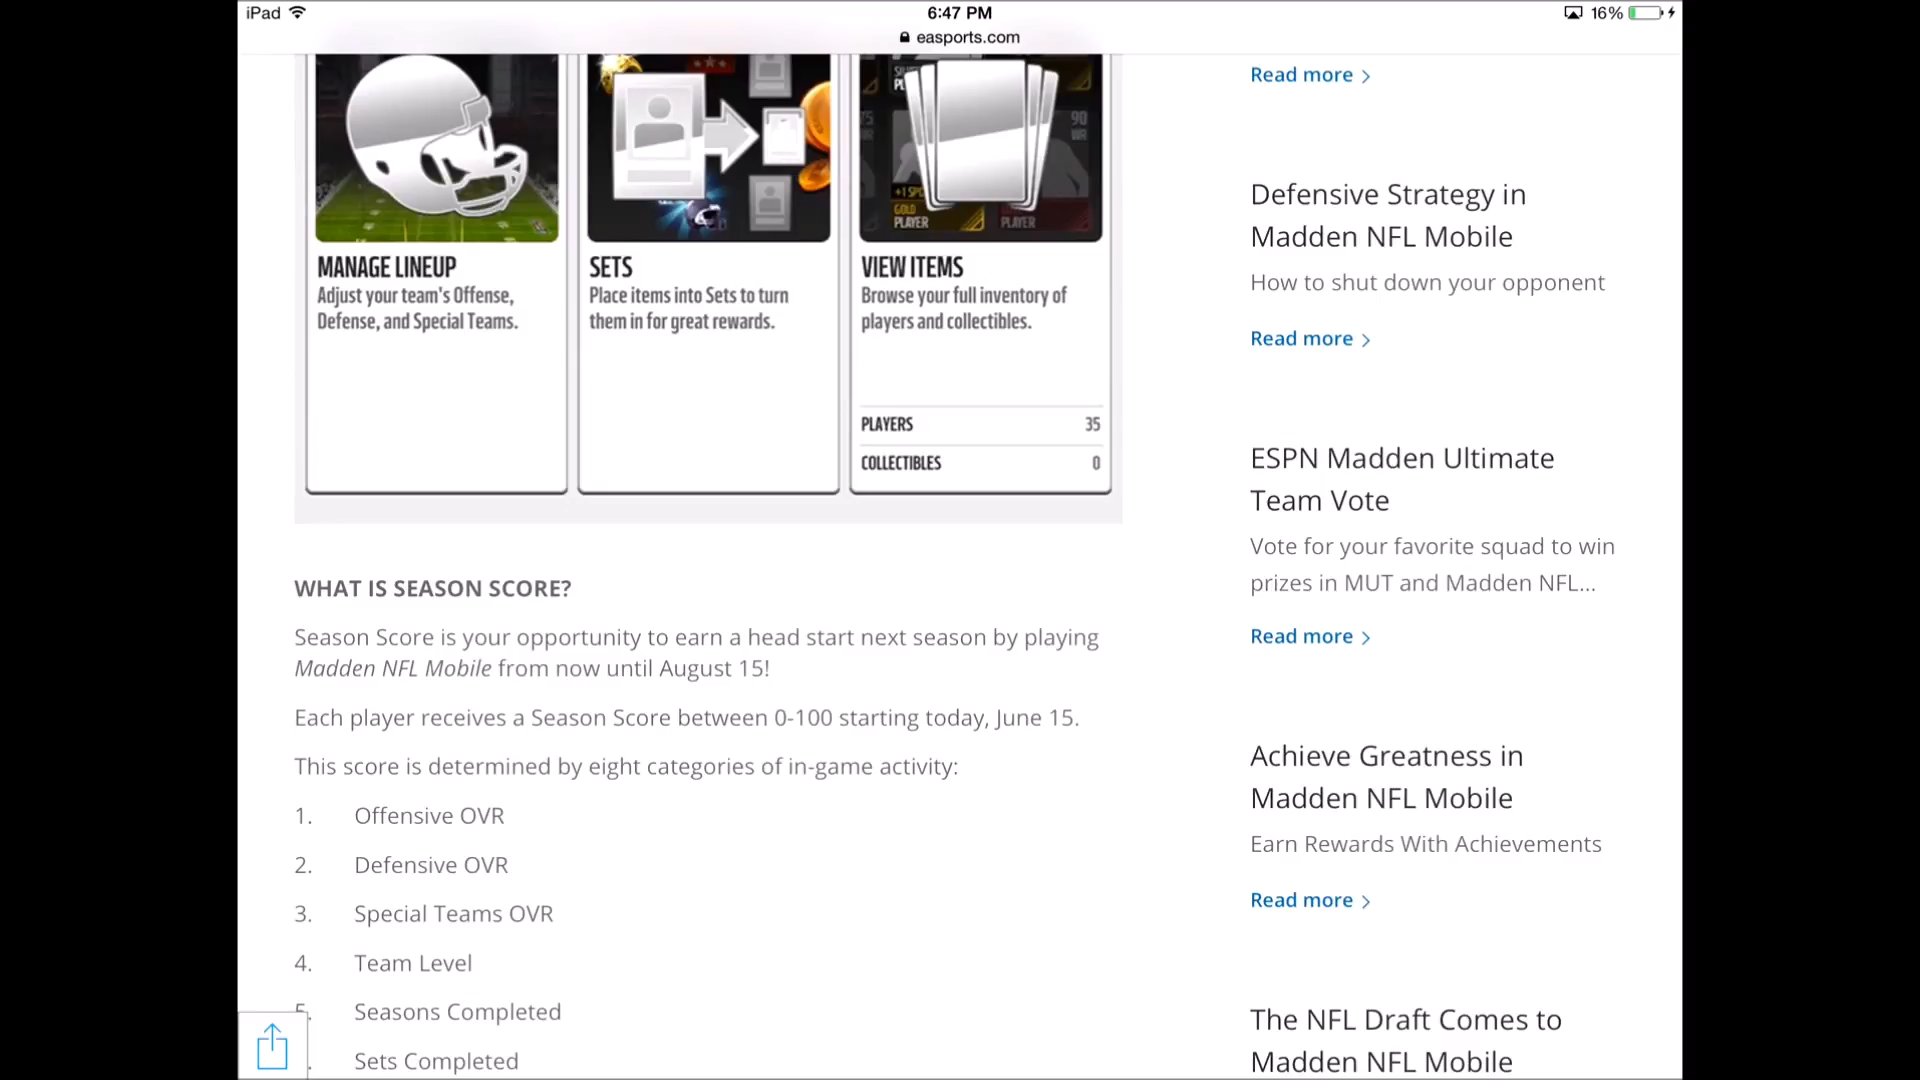 iPad
6:47 PM
16%
easports.com
+1 SPD
GOLD
PLAYER
PLAYER
90
WR
MANAGE LINEUP
Adjust your team's Offense,
Defense, and Special Teams.
SETS
Place items into Sets to turn
them in for great rewards.
VIEW ITEMS
Browse your full inventory of
players and collectibles.
PLAYERS 35
COLLECTIBLES 0
WHAT IS SEASON SCORE?
Season Score is your opportunity to earn a head start next season by playing
Madden NFL Mobile from now until August 15!
Each player receives a Season Score between 0-100 starting today, June 15.
This score is determined by eight categories of in-game activity:
1. Offensive OVR
2. Defensive OVR
3. Special Teams OVR
4. Team Level
5. Seasons Completed
. Sets Completed
Read more >
Defensive Strategy in
Madden NFL Mobile
How to shut down your opponent
Read more >
ESPN Madden Ultimate
Team Vote
Vote for your favorite squad to win
prizes in MUT and Madden NFL...
Read more >
Achieve Greatness in
Madden NFL Mobile
Earn Rewards With Achievements
Read more >
The NFL Draft Comes to
Madden NFL Mobile